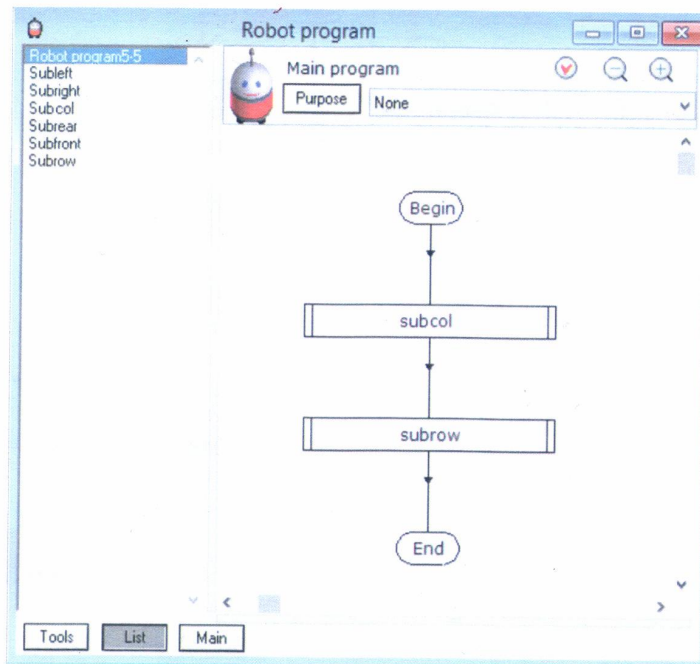 Robot program
Robot program5-5
Subleft
Subright
Subcol
Subrear
Subfront
Subrow
Main program
Purpose
None
Begin
subcol
subrow
End
Tools
List
Main